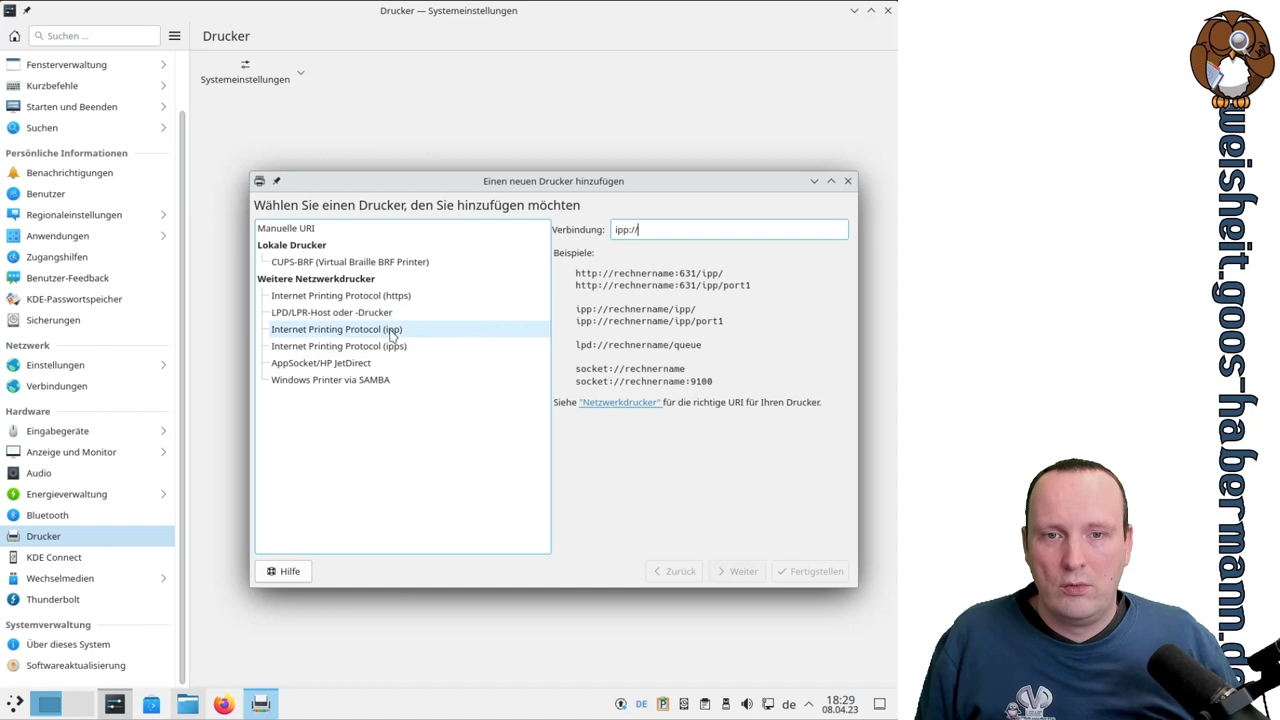 Drucker — Systemeinstellungen
Suchen ...
Drucker
Systemeinstellungen
Fensterverwaltung
Kurzbefehle
Starten und Beenden
Suchen
Persönliche Informationen
Benachrichtigungen
Benutzer
Regionaleinstellungen
Anwendungen
Zugangshilfen
Benutzer-Feedback
KDE-Passwortspeicher
Sicherungen
Netzwerk
Einstellungen
Verbindungen
Hardware
Eingabegeräte
Anzeige und Monitor
Audio
Energieverwaltung
Bluetooth
Drucker
KDE Connect
Wechselmedien
Thunderbolt
Systemverwaltung
Über dieses System
Softwareaktualisierung
Einen neuen Drucker hinzufügen
Wählen Sie einen Drucker, den Sie hinzufügen möchten
Manuelle URI
Lokale Drucker
CUPS-BRF (Virtual Braille BRF Printer)
Weitere Netzwerkdrucker
Internet Printing Protocol (https)
LPD/LPR-Host oder -Drucker
Internet Printing Protocol (ipp)
Internet Printing Protocol (ipps)
AppSocket/HP JetDirect
Windows Printer via SAMBA
Verbindung: ipp://
Beispiele:
http://rechnername:631/ipp/
http://rechnername:631/ipp/port1
ipp://rechnername/ipp/
ipp://rechnername/ipp/port1
lpd://rechnername/queue
socket://rechnername
socket://rechnername:9100
Siehe "Netzwerkdrucker" für die richtige URI für Ihren Drucker.
Hilfe
Zurück
Weiter
Fertigstellen
DE
de
18:29
08.04.23
weisheit.goos-habermann.de